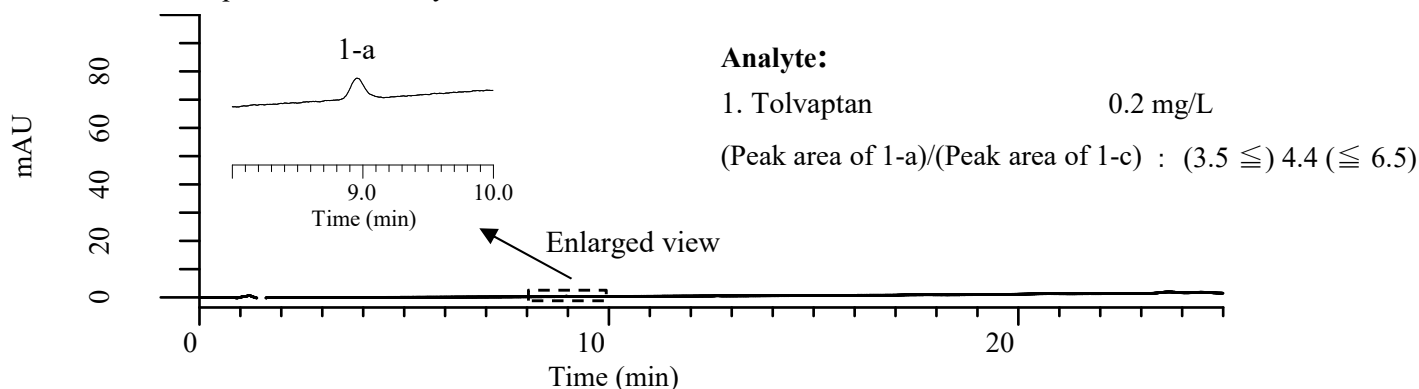 1-a
Analyte:
1. Tolvaptan 0.2 mg/L
(Peak area of 1-a)/(Peak area of 1-c) : (3.5 ≦) 4.4 (≦ 6.5)
mAU
80
60
40
20
0
9.0 10.0
Time (min)
Enlarged view
0 10 20
Time (min)